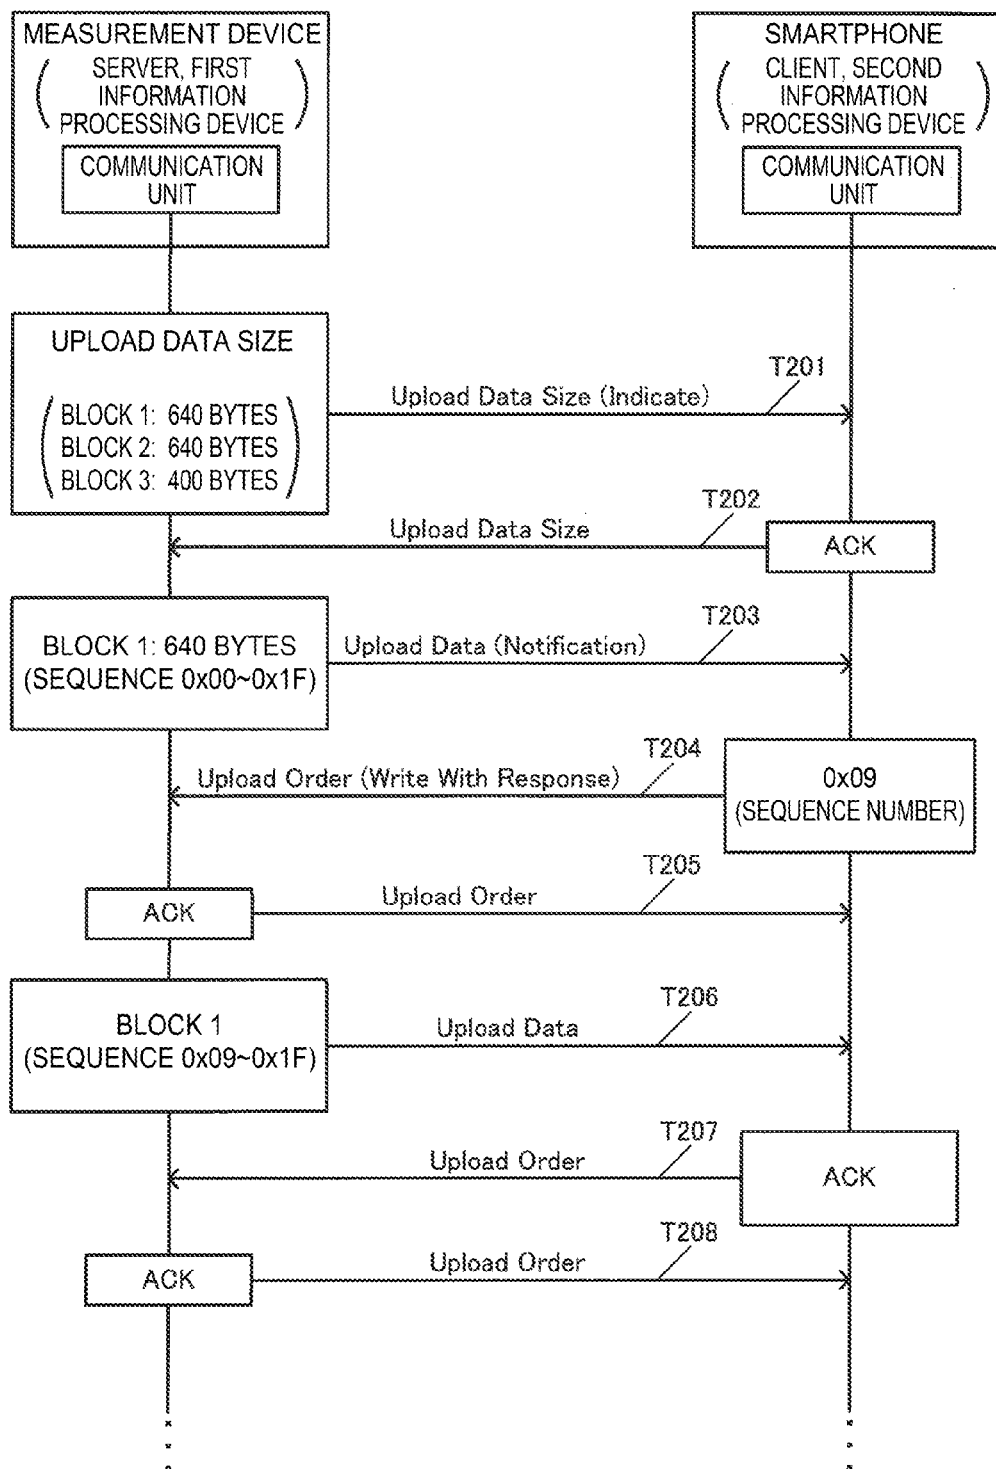 MEASUREMENT DEVICE
SERVER, FIRST
INFORMATION
PROCESSING DEVICE
COMMUNICATION
UNIT
SMARTPHONE
CLIENT, SECOND
INFORMATION
PROCESSING DEVICE
COMMUNICATION
UNIT
UPLOAD DATA SIZE
BLOCK 1: 640 BYTES
BLOCK 2: 640 BYTES
BLOCK 3: 400 BYTES
T201
Upload Data Size (Indicate)
T202
Upload Data Size
ACK
BLOCK 1: 640 BYTES
(SEQUENCE 0x00~0x1F)
T203
Upload Data (Notification)
T204
Upload Order (Write With Response)
0x09
(SEQUENCE NUMBER)
T205
ACK
Upload Order
BLOCK 1
(SEQUENCE 0x09~0x1F)
T206
Upload Data
T207
Upload Order
ACK
T208
ACK
Upload Order